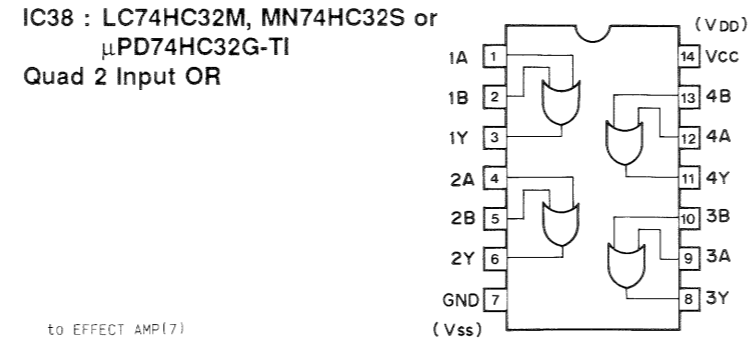 IC38 : LC74HC32M, MN74HC32S or
µPD74HC32G-TI
Quad 2 Input OR
(VDD)
1A 1 14 VCC
1B 2 13 4B
1Y 3 12 4A
2A 4 11 4Y
2B 5 10 3B
2Y 6 9 3A
GND 7 8 3Y
(Vss)
to EFFECT AMP(7)